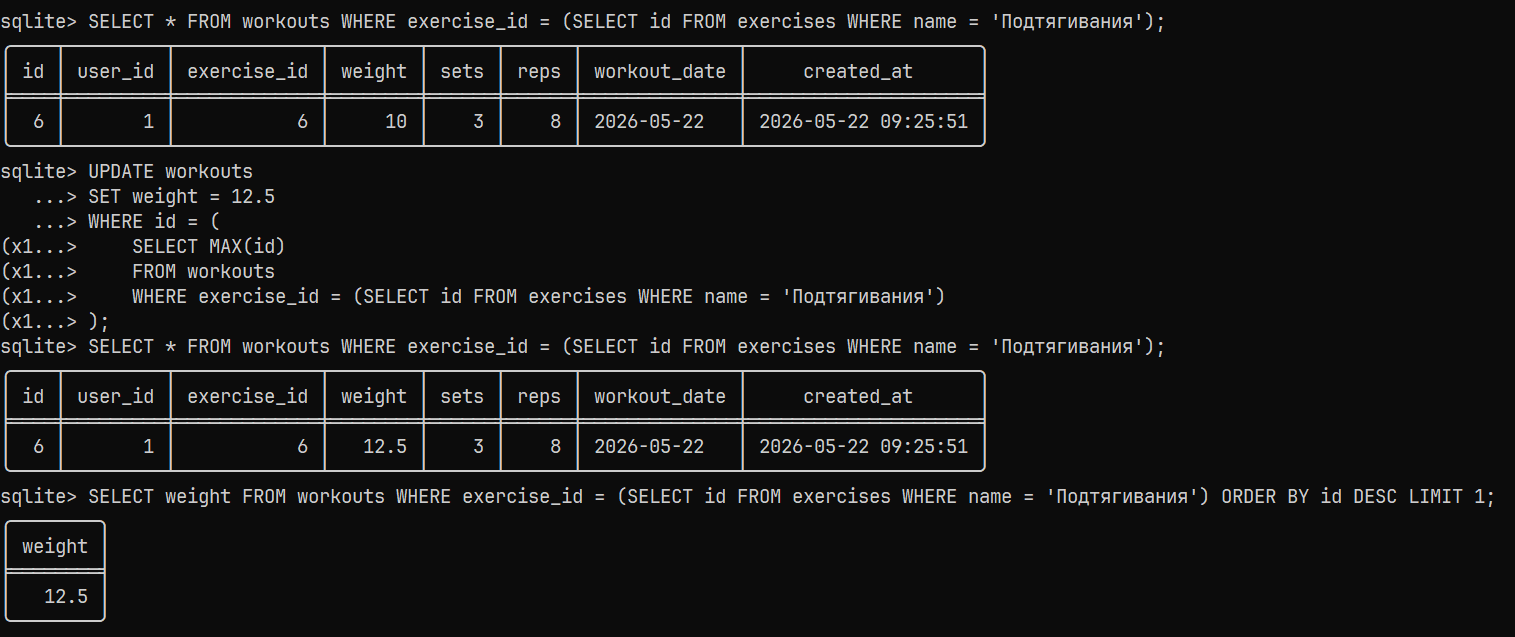 sqlite> SELECT * FROM workouts WHERE exercise_id = (SELECT id FROM exercises WHERE name = 'Подтягивания');
id user_id exercise_id weight sets reps workout_date created_at
6 1 6 10 3 8 2026-05-22 2026-05-22 09:25:51
sqlite> UPDATE workouts
...> SET weight = 12.5
...> WHERE id = (
(x1...> SELECT MAX(id)
(x1...> FROM workouts
(x1...> WHERE exercise_id = (SELECT id FROM exercises WHERE name = 'Подтягивания')
(x1...> );
sqlite> SELECT * FROM workouts WHERE exercise_id = (SELECT id FROM exercises WHERE name = 'Подтягивания');
id user_id exercise_id weight sets reps workout_date created_at
6 1 6 12.5 3 8 2026-05-22 2026-05-22 09:25:51
sqlite> SELECT weight FROM workouts WHERE exercise_id = (SELECT id FROM exercises WHERE name = 'Подтягивания') ORDER BY id DESC LIMIT 1;
weight
12.5